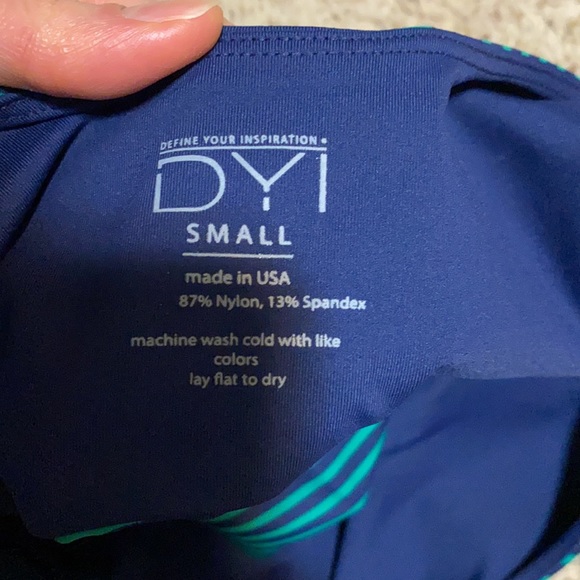 DEFINE YOUR INSPIRATION
DYI
SMALL
made in USA
87% Nylon, 13% Spandex
machine wash cold with like
colors
lay flat to dry